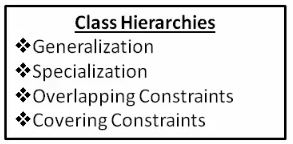 Class Hierarchies
❖Generalization
❖Specialization
❖Overlapping Constraints
❖Covering Constraints